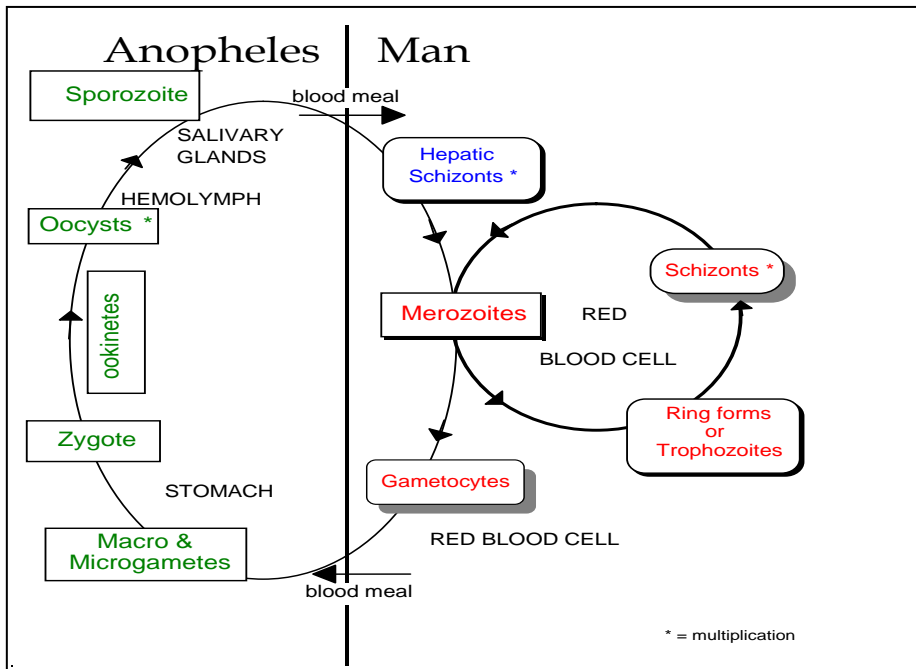 Anopheles
Man
Sporozoite
blood meal
SALIVARY
GLANDS
Hepatic
Schizonts *
HEMOLYMPH
Oocysts *
Schizonts *
ookinetes
Merozoites
RED
BLOOD CELL
Ring forms
or
Trophozoites
Zygote
Gametocytes
STOMACH
Macro &
Microgametes
RED BLOOD CELL
blood meal
* = multiplication